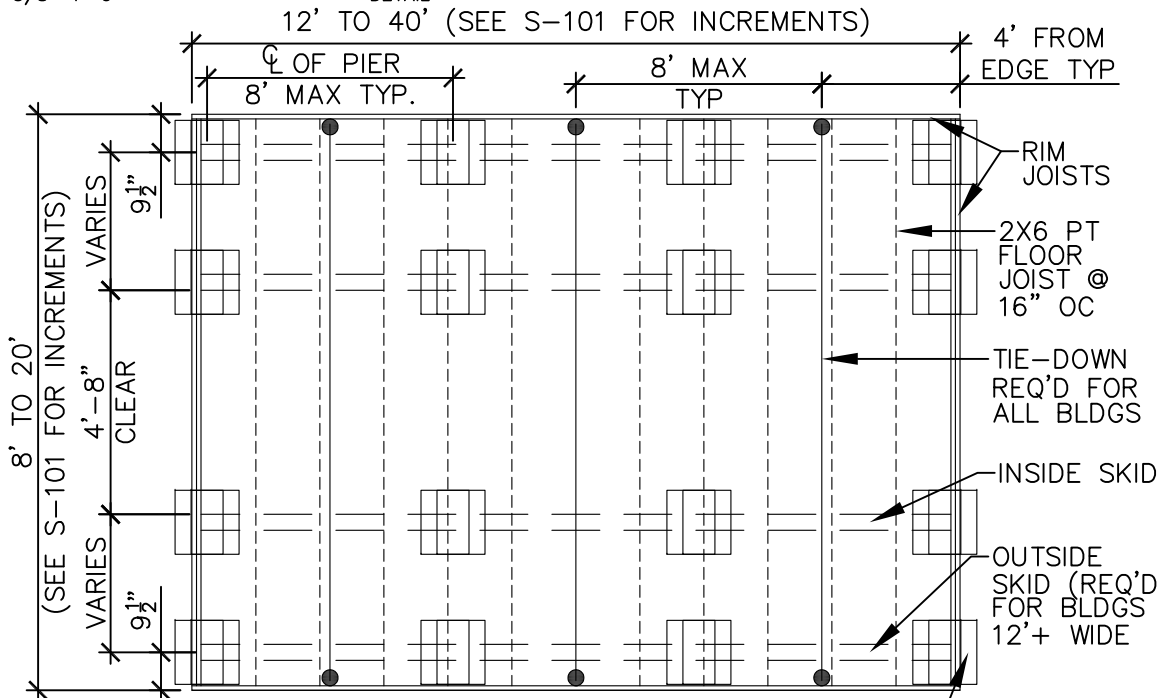 DETAIL
12' TO 40' (SEE S-101 FOR INCREMENTS)
4' FROM
EDGE TYP
℄ OF PIER
8' MAX TYP.
8' MAX
TYP
8' TO 20'
(SEE S-101 FOR INCREMENTS)
VARIES
9½"
4'-8"
CLEAR
VARIES
9½"
RIM
JOISTS
2X6 PT
FLOOR
JOIST @
16" OC
TIE-DOWN
REQ'D FOR
ALL BLDGS
INSIDE SKID
OUTSIDE
SKID (REQ'D
FOR BLDGS
12'+ WIDE